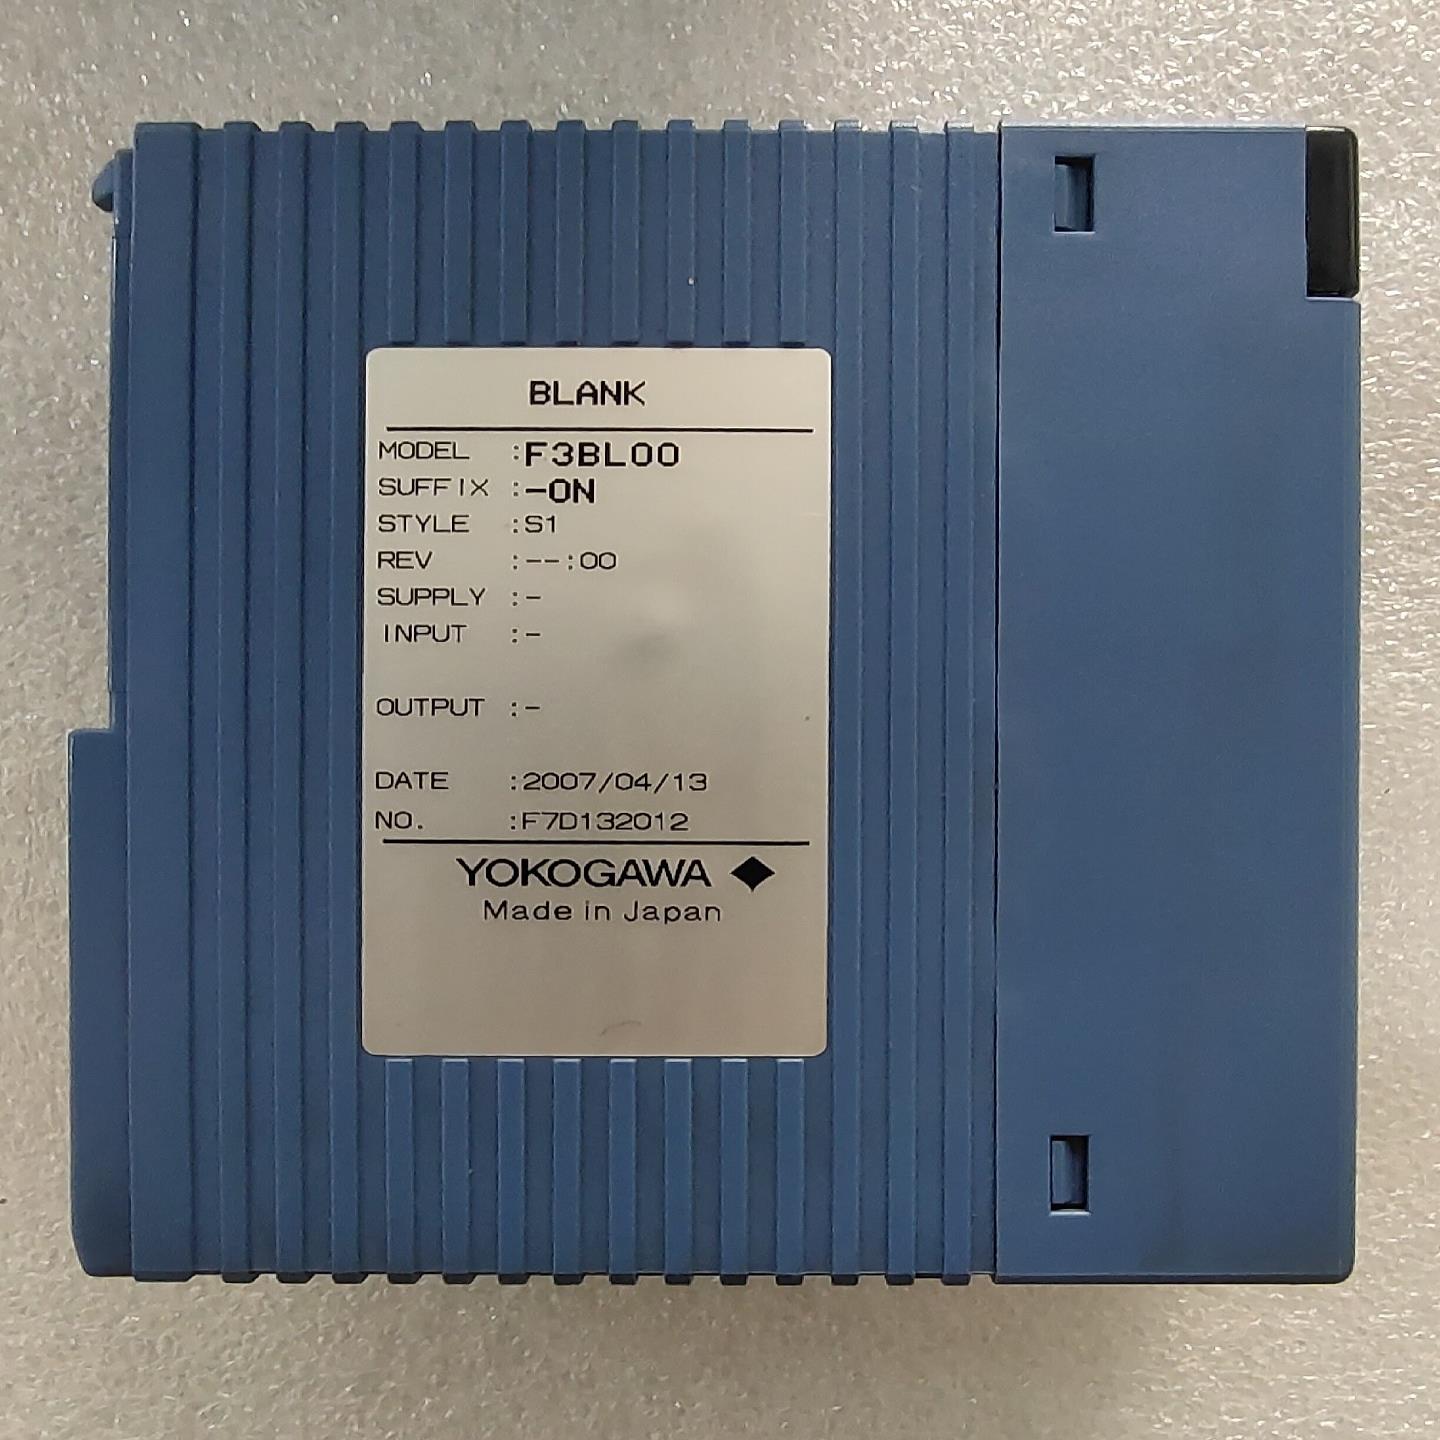 BLANK
MODEL :F3BL00
SUFFIX :-0N
STYLE :S1
REV :--:00
SUPPLY :-
INPUT :-
OUTPUT :-
DATE :2007/04/13
NO. :F7D132012
YOKOGAWA
Made in Japan